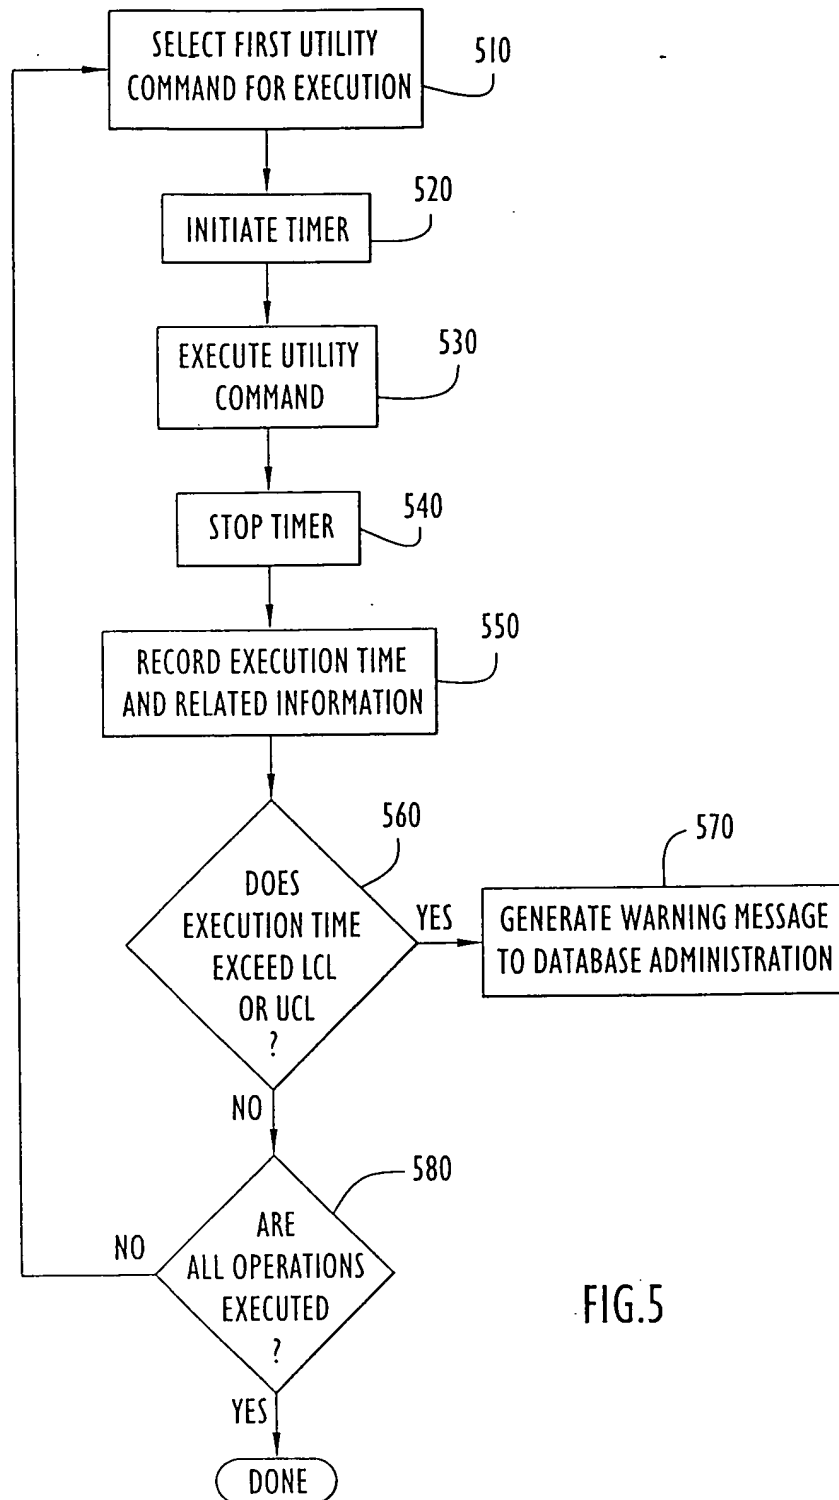 SELECT FIRST UTILITY
COMMAND FOR EXECUTION
510
520
INITIATE TIMER
530
EXECUTE UTILITY
COMMAND
540
STOP TIMER
550
RECORD EXECUTION TIME
AND RELATED INFORMATION
560
570
DOES
EXECUTION TIME
EXCEED LCL
OR UCL
?
YES
GENERATE WARNING MESSAGE
TO DATABASE ADMINISTRATION
NO
580
NO
ARE
ALL OPERATIONS
EXECUTED
?
FIG.5
YES
DONE